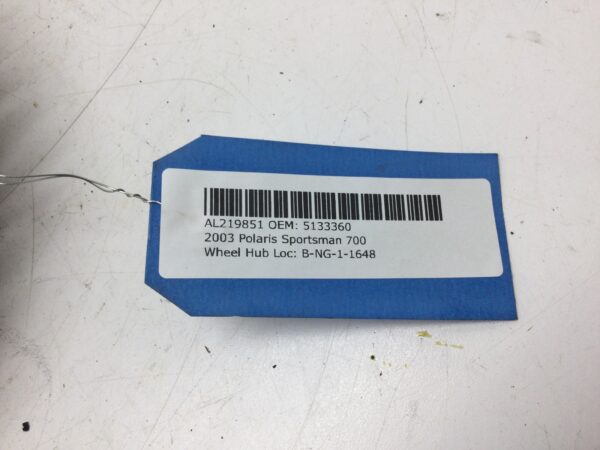 AL219851 OEM: 5133360
2003 Polaris Sportsman 700
Wheel Hub Loc: B-NG-1-1648